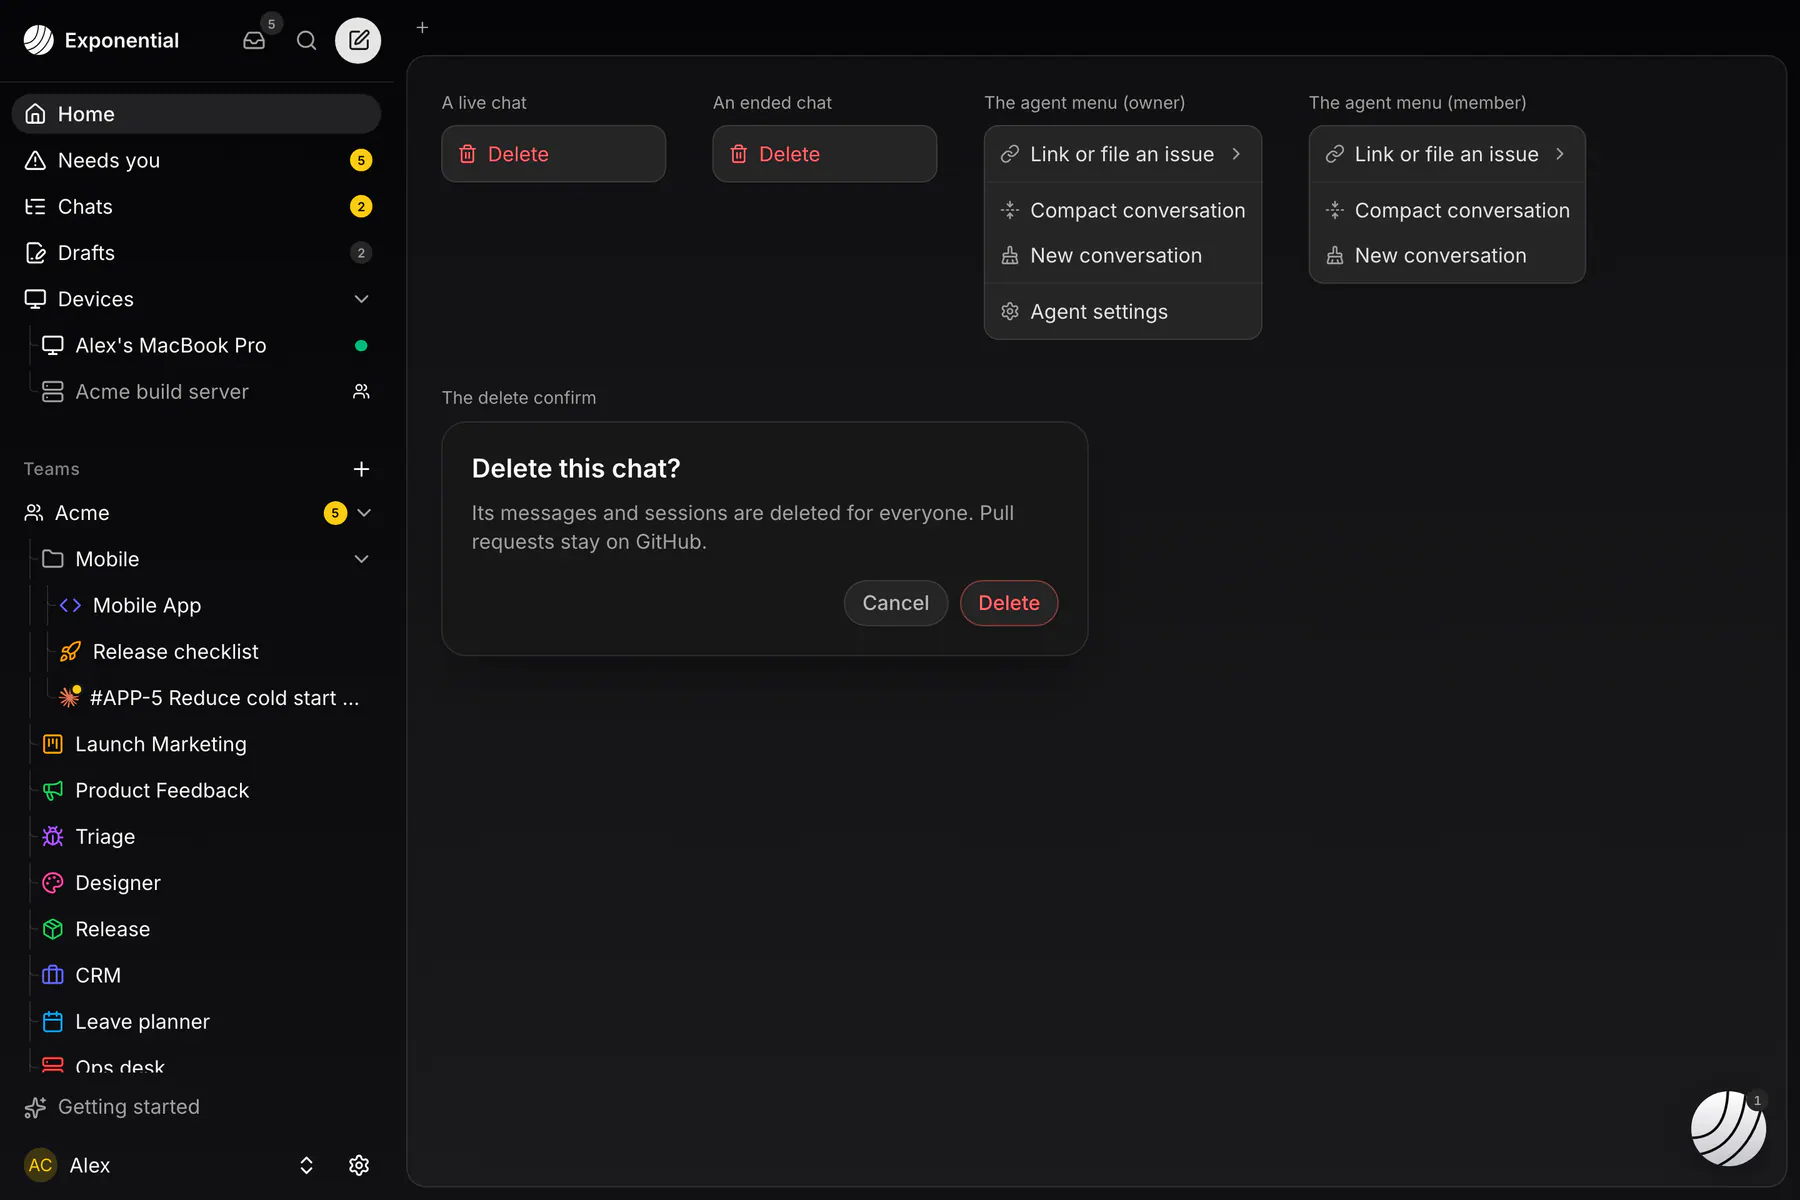 Exponential
5
Home
Needs you
5
Chats
2
Drafts
2
Devices
Alex's MacBook Pro
Acme build server
Teams
Acme
5
Mobile
Mobile App
Release checklist
#APP-5 Reduce cold start ...
Launch Marketing
Product Feedback
Triage
Designer
Release
CRM
Leave planner
Ops desk
Getting started
AC
Alex
A live chat
Delete
An ended chat
Delete
The agent menu (owner)
Link or file an issue
Compact conversation
New conversation
Agent settings
The agent menu (member)
Link or file an issue
Compact conversation
New conversation
The delete confirm
Delete this chat?
Its messages and sessions are deleted for everyone. Pull
requests stay on GitHub.
Cancel
Delete
1